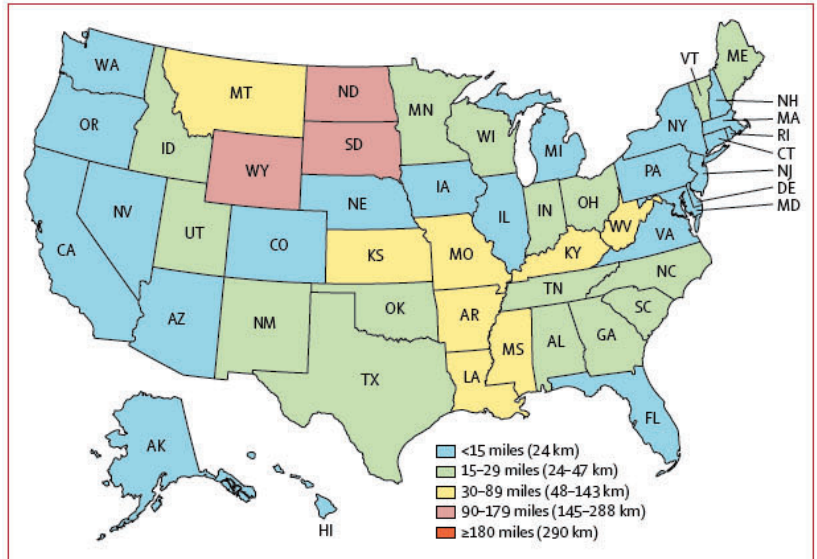 WA
MT
ND
MN
VT
ME
OR
ID
WY
SD
WI
MI
NY
NH
MA
RI
CT
NJ
DE
MD
NV
UT
CO
NE
IA
IL
IN
OH
PA
WV
VA
CA
AZ
NM
KS
MO
KY
TN
NC
OK
AR
SC
TX
LA
MS
AL
GA
FL
AK
HI
<15 miles (24 km)
15–29 miles (24–47 km)
30–89 miles (48–143 km)
90–179 miles (145–288 km)
≥180 miles (290 km)